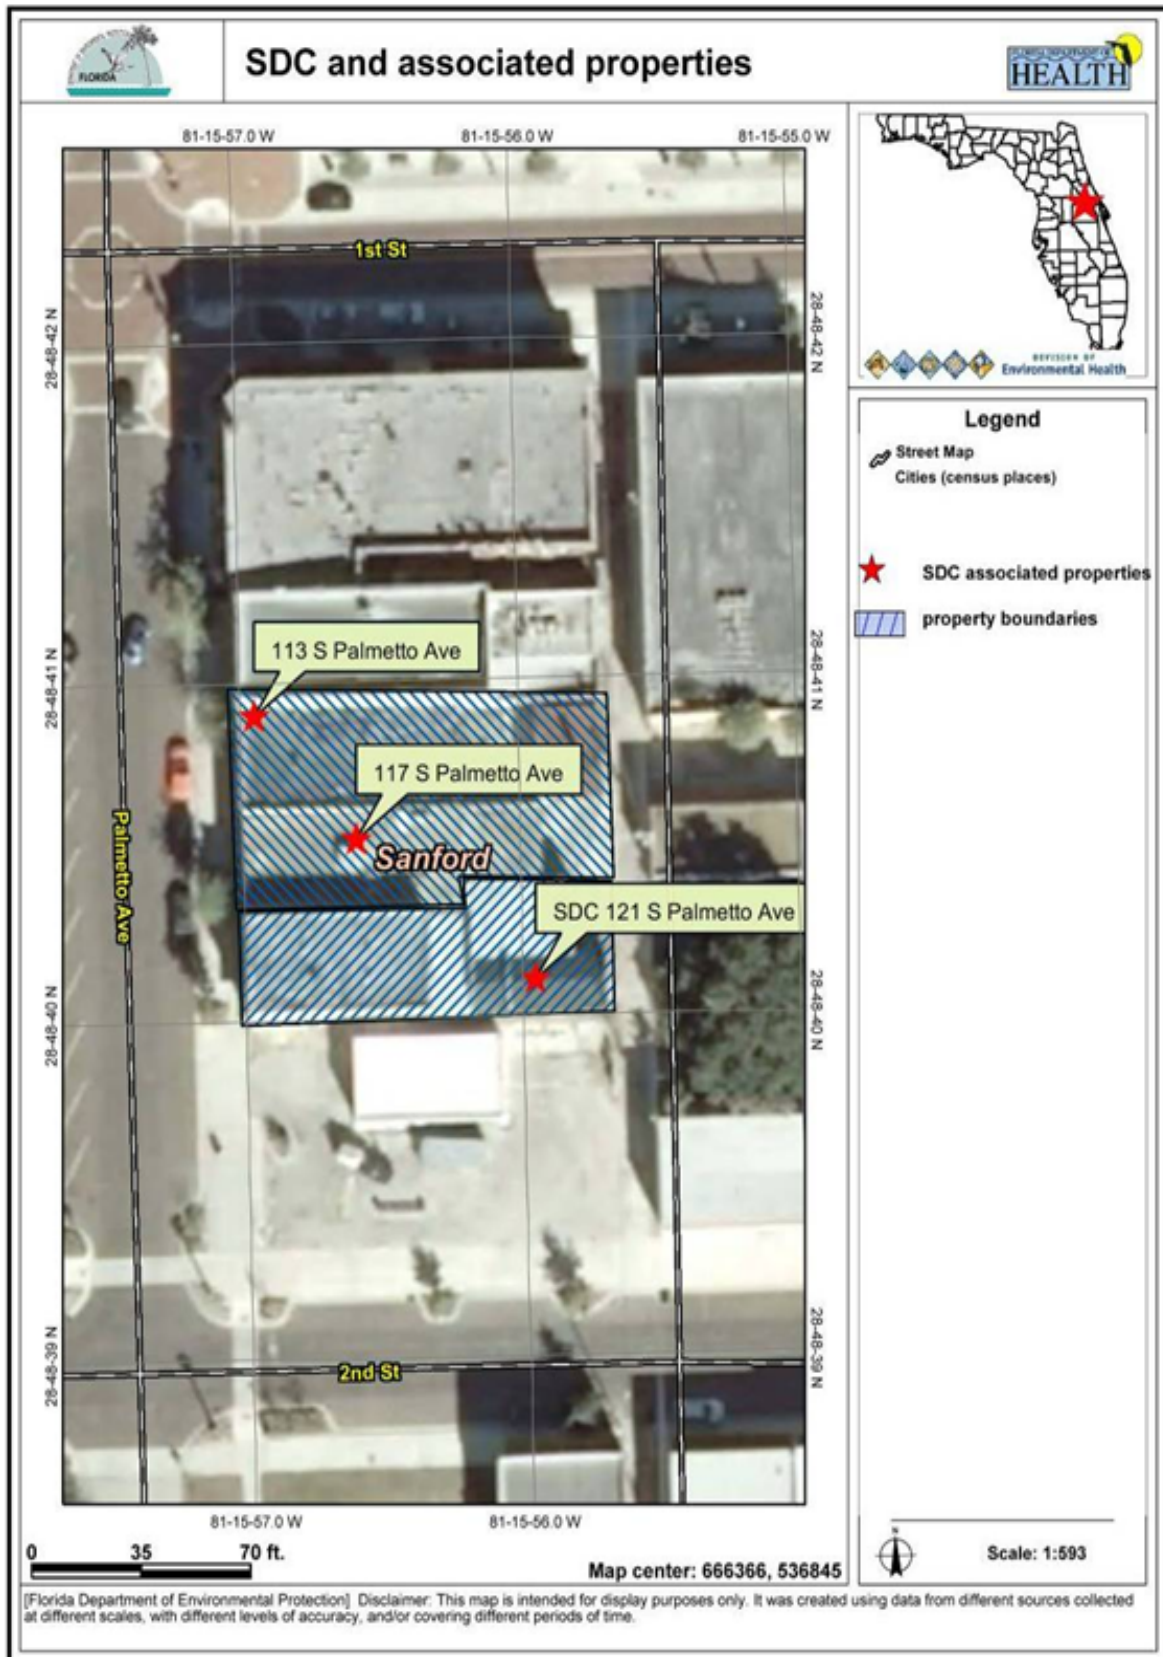 FLORIDA
SDC and associated properties
FLORIDA DEPARTMENT OF
HEALTH
81-15-57.0 W
81-15-56.0 W
81-15-55.0 W
1st St
28-48-42 N
28-48-42 N
DIVISION OF
Environmental Health
Legend
Street Map
Cities (census places)
SDC associated properties
property boundaries
113 S Palmetto Ave
28-48-41 N
28-48-41 N
117 S Palmetto Ave
Sanford
Palmetto Ave
SDC 121 S Palmetto Ave
28-48-40 N
28-48-40 N
28-48-39 N
28-48-39 N
2nd St
81-15-57.0 W
81-15-56.0 W
0 35 70 ft.
Map center: 666366, 536845
N
Scale: 1:593
[Florida Department of Environmental Protection] Disclaimer: This map is intended for display purposes only. It was created using data from different sources collected
at different scales, with different levels of accuracy, and/or covering different periods of time.